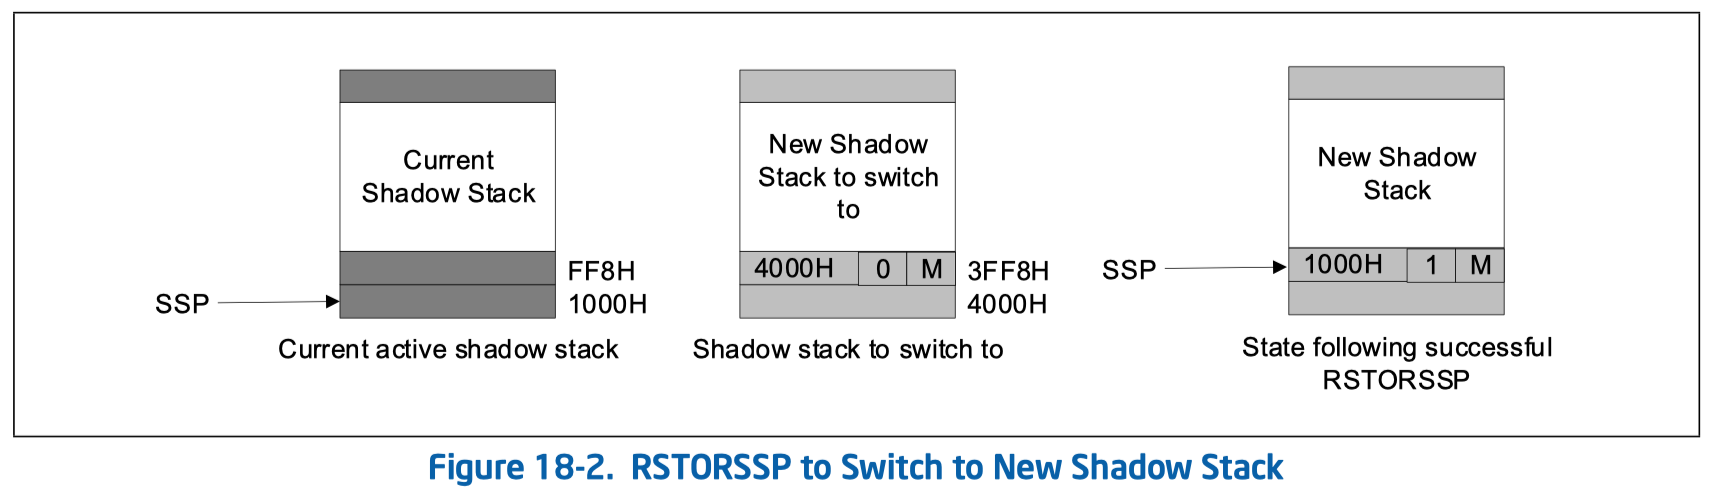 Current
Shadow Stack
FF8H
SSP
1000H
Current active shadow stack
New Shadow
Stack to switch
to
4000H 0 M
3FF8H
4000H
Shadow stack to switch to
New Shadow
Stack
SSP
1000H 1 M
State following successful
RSTORSSP
Figure 18-2. RSTORSSP to Switch to New Shadow Stack